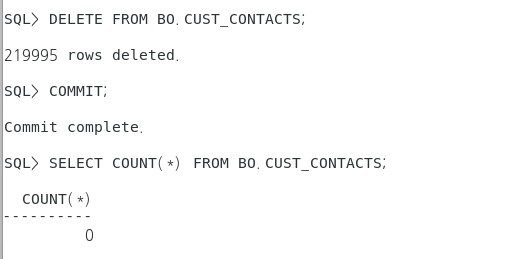 SQL> DELETE FROM BO.CUST_CONTACTS;
219995 rows deleted.
SQL> COMMIT;
Commit complete.
SQL> SELECT COUNT(*) FROM BO.CUST_CONTACTS;
COUNT(*)
----------
0